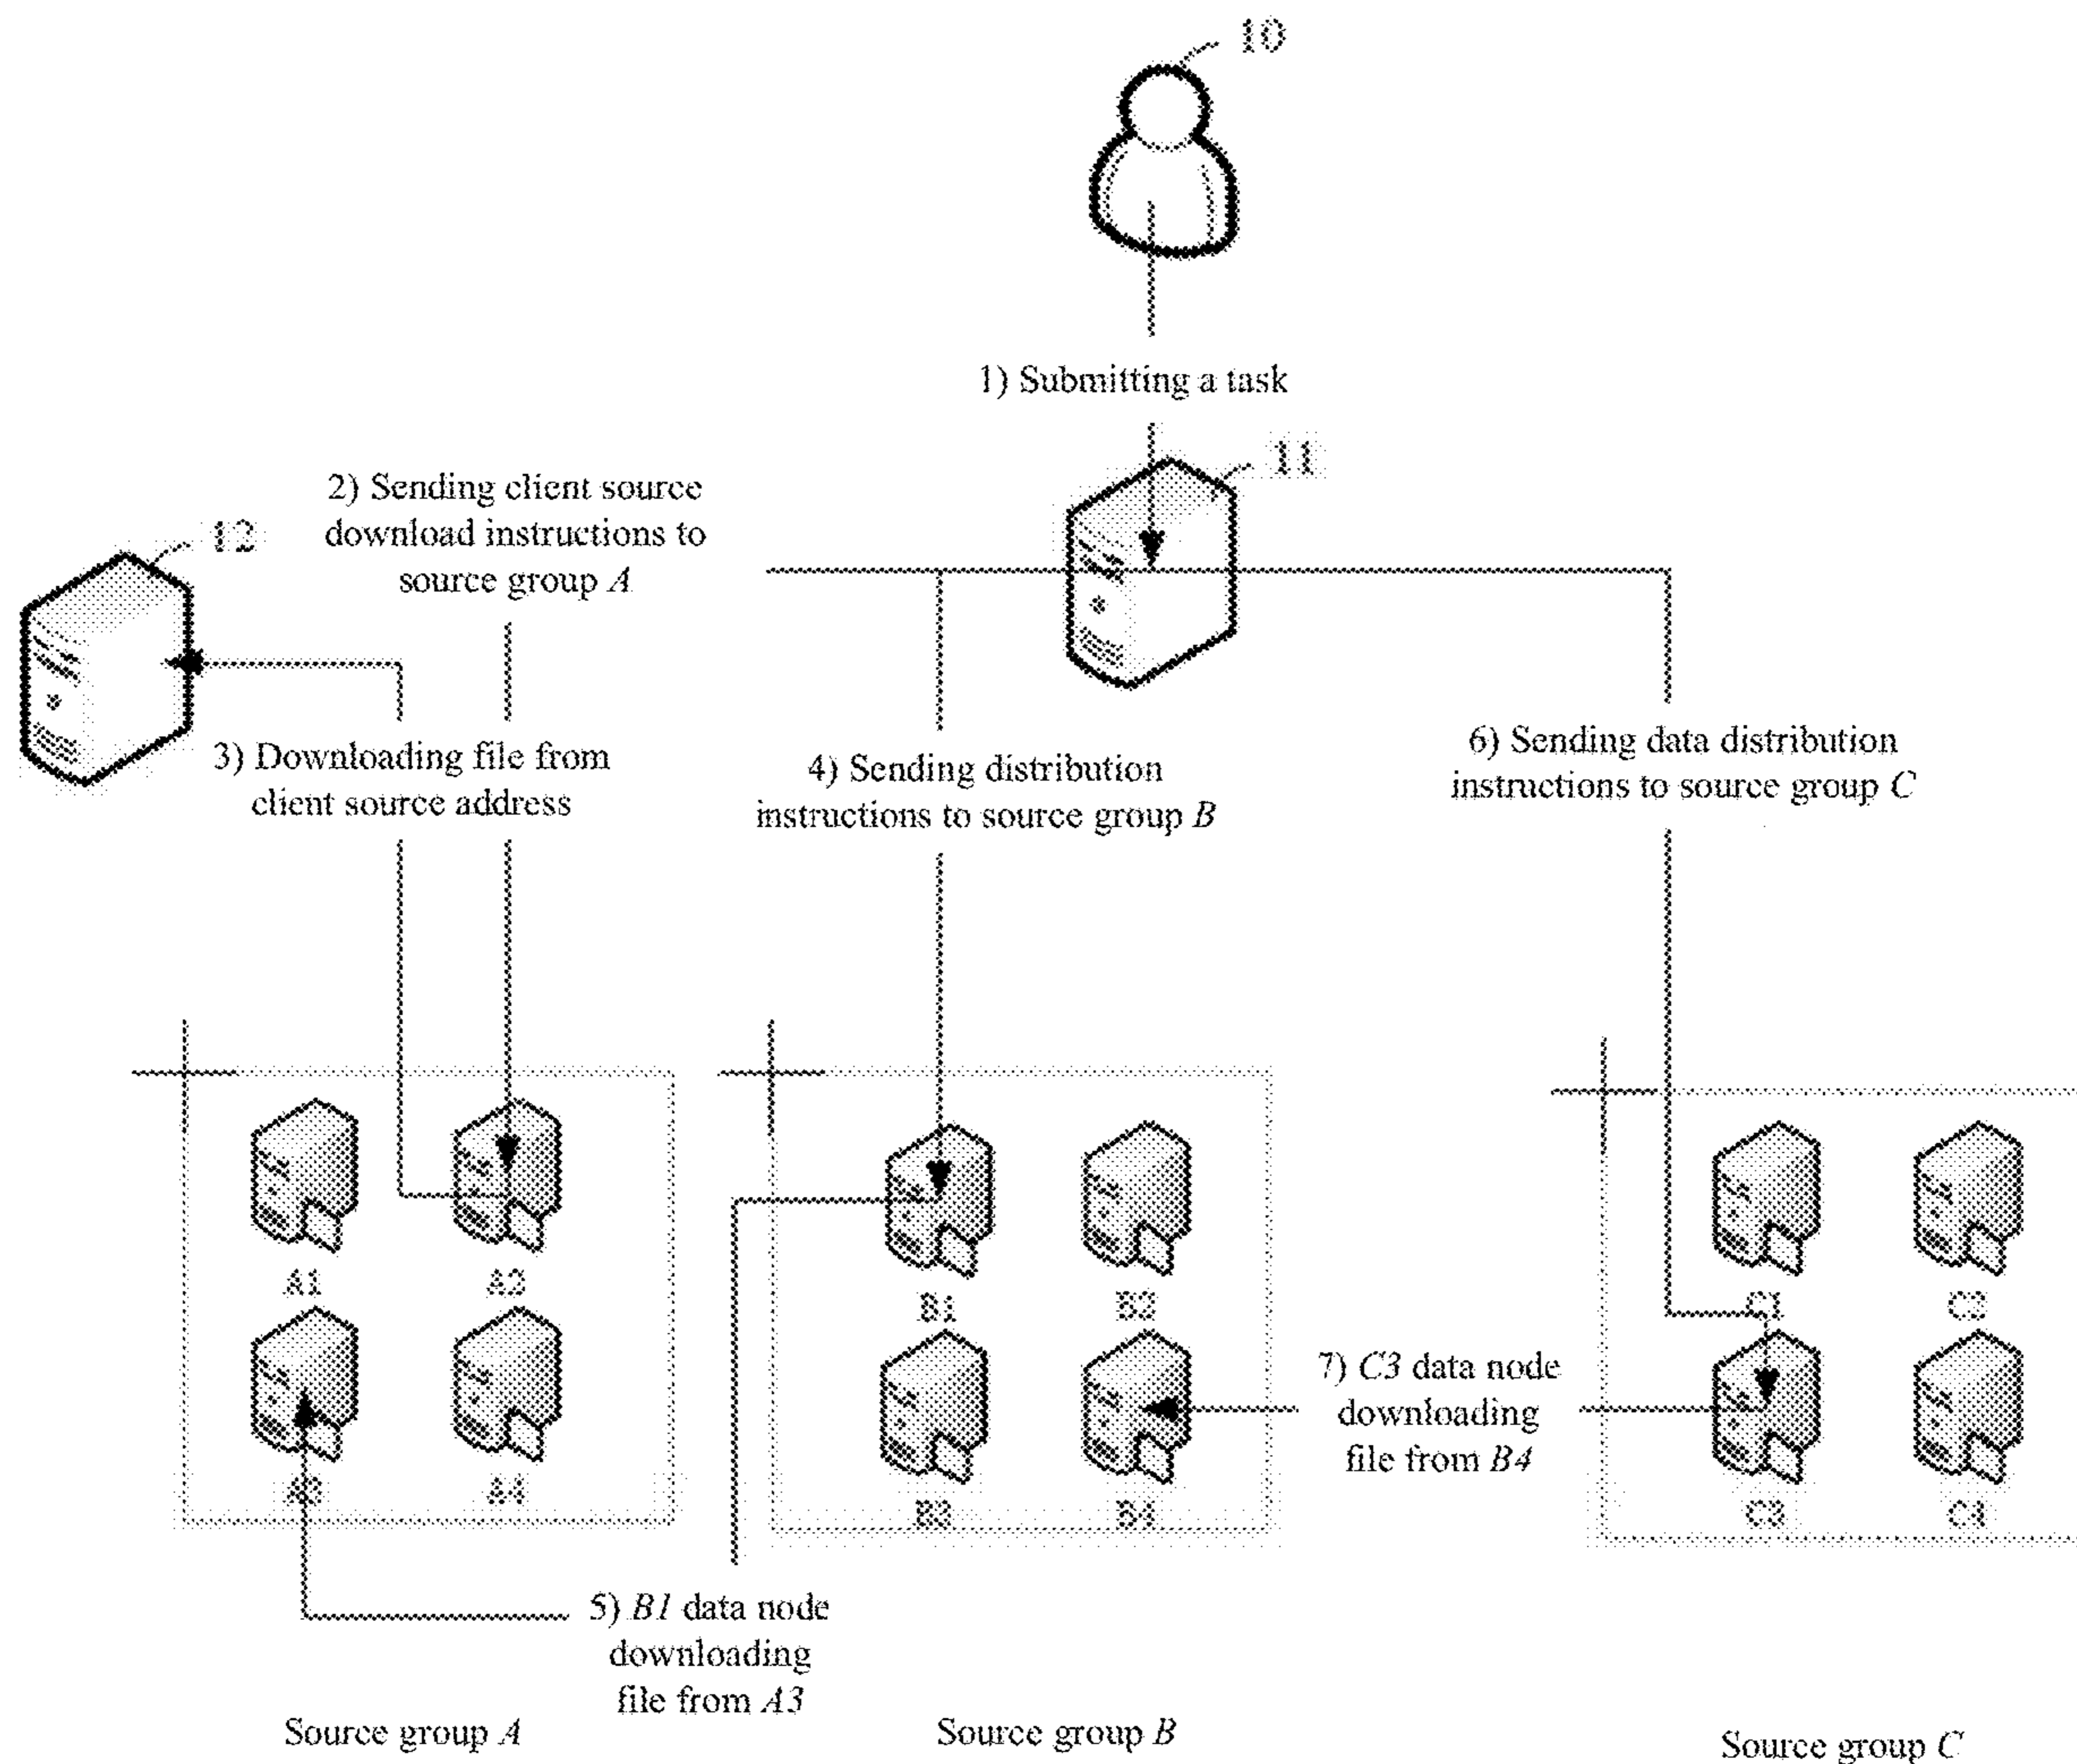 10
1) Submitting a task
11
2) Sending client source
download instructions to
source group A
12
3) Downloading file from
client source address
4) Sending distribution
instructions to source group B
6) Sending data distribution
instructions to source group C
A1
A2
B1
B2
C1
C2
7) C3 data node
downloading
file from B4
A3
A4
B3
B4
C3
C4
5) B1 data node
downloading
file from A3
Source group A
Source group B
Source group C